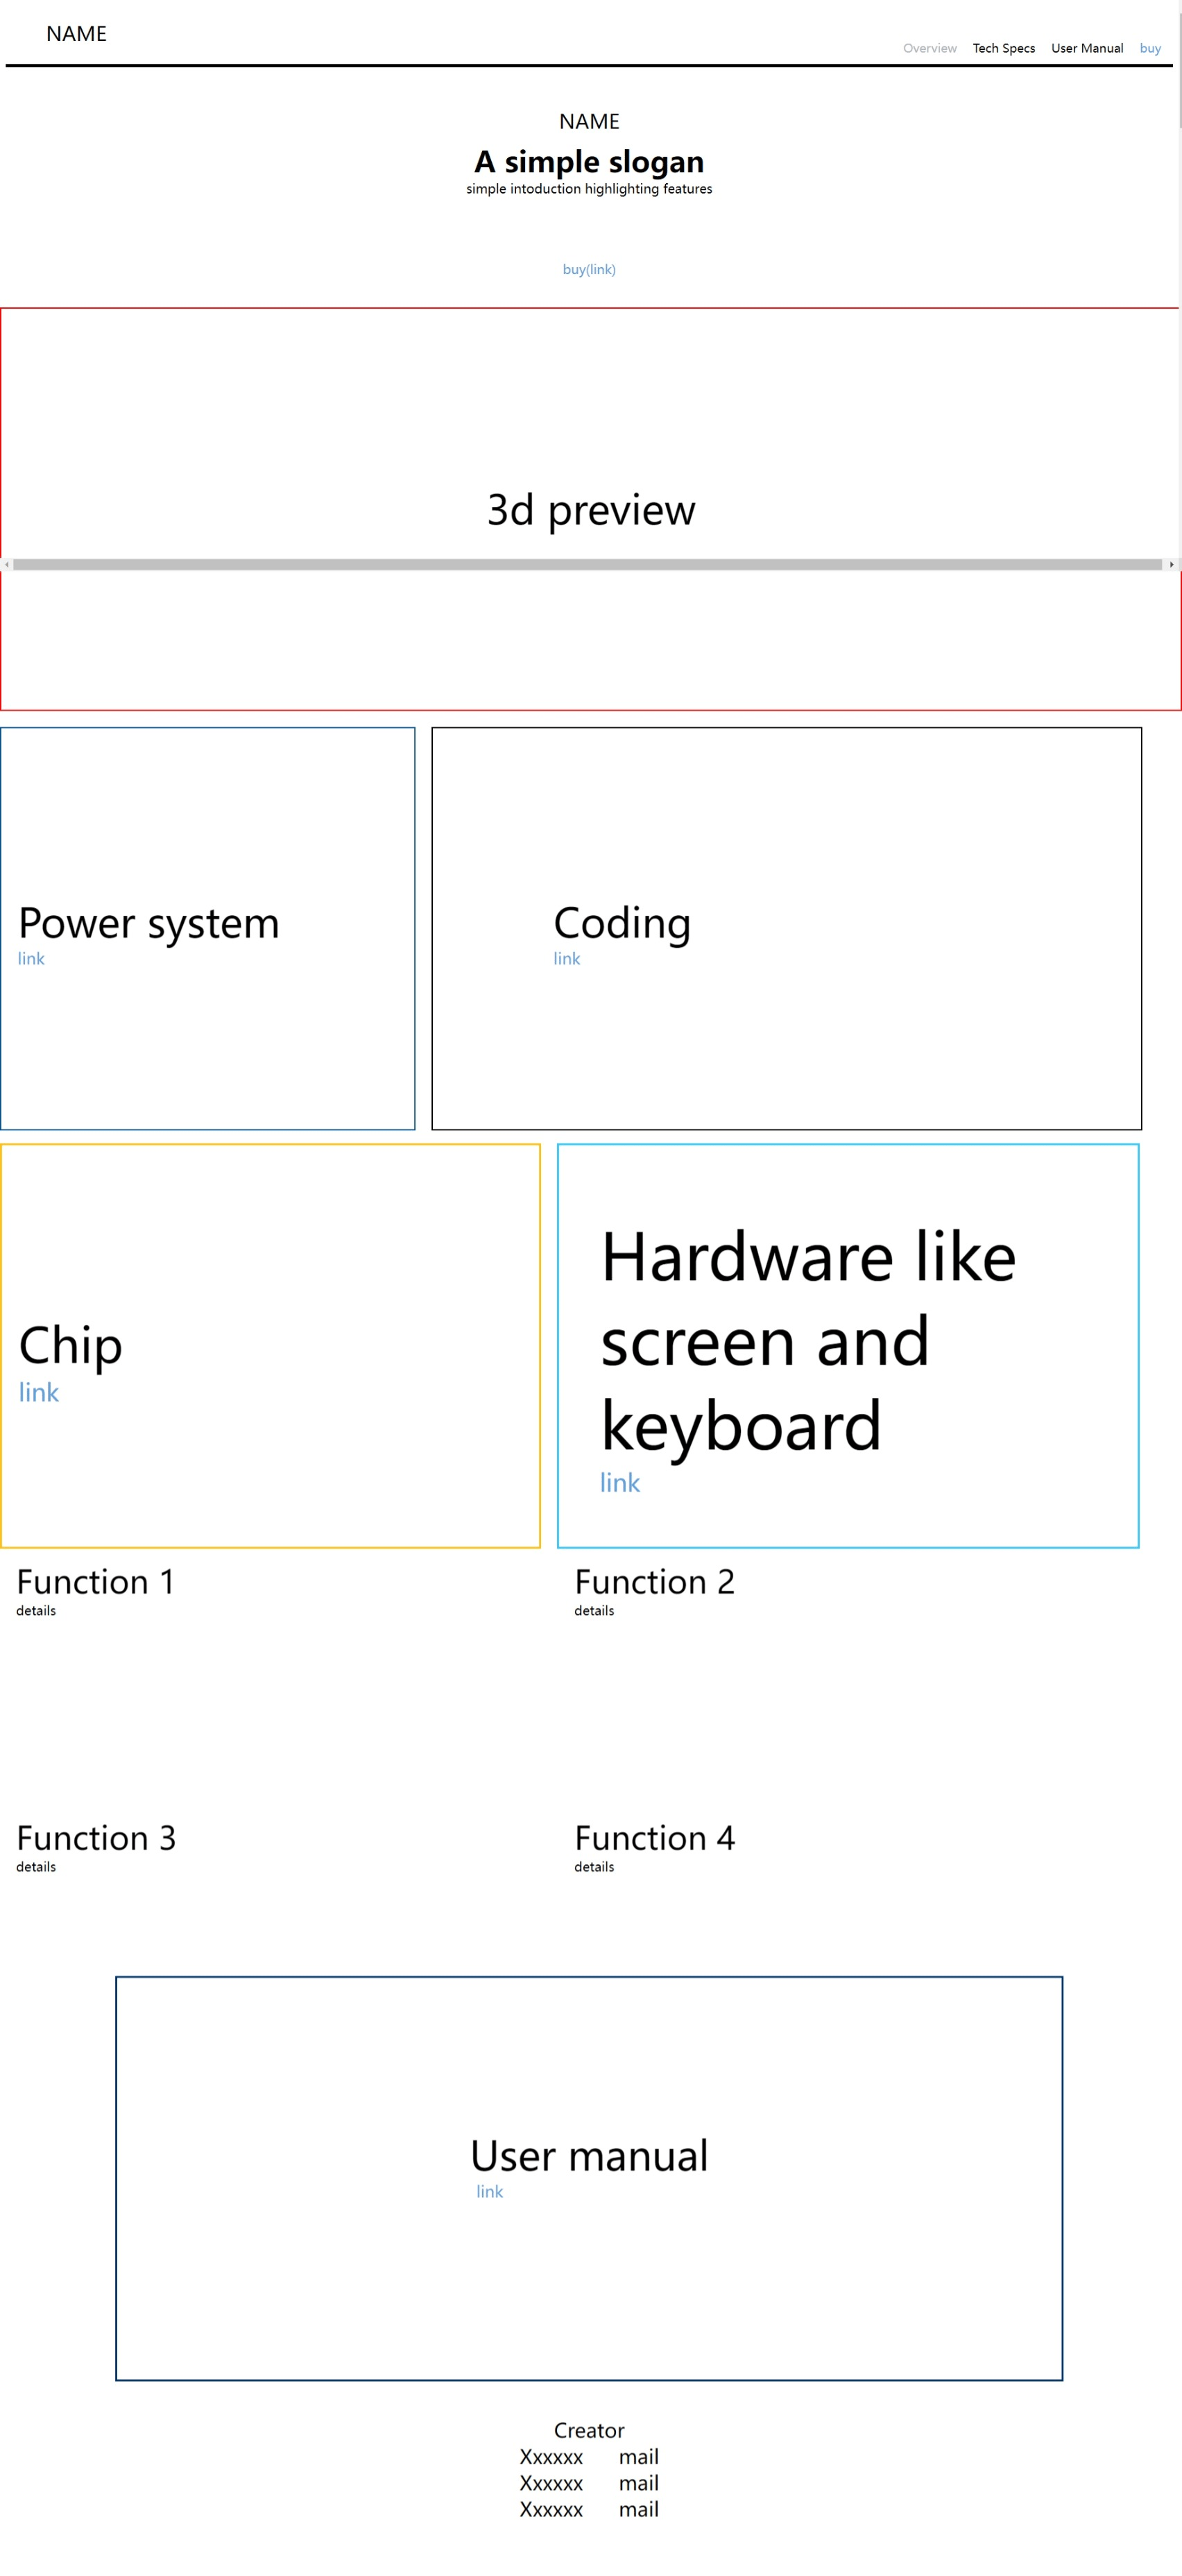 NAME
Overview Tech Specs User Manual buy
NAME
A simple slogan
simple intoduction highlighting features
buy(link)
3d preview
Power system
link
Coding
link
Chip
link
Hardware like
screen and
keyboard
link
Function 1
details
Function 2
details
Function 3
details
Function 4
details
User manual
link
Creator
Xxxxxx mail
Xxxxxx mail
Xxxxxx mail